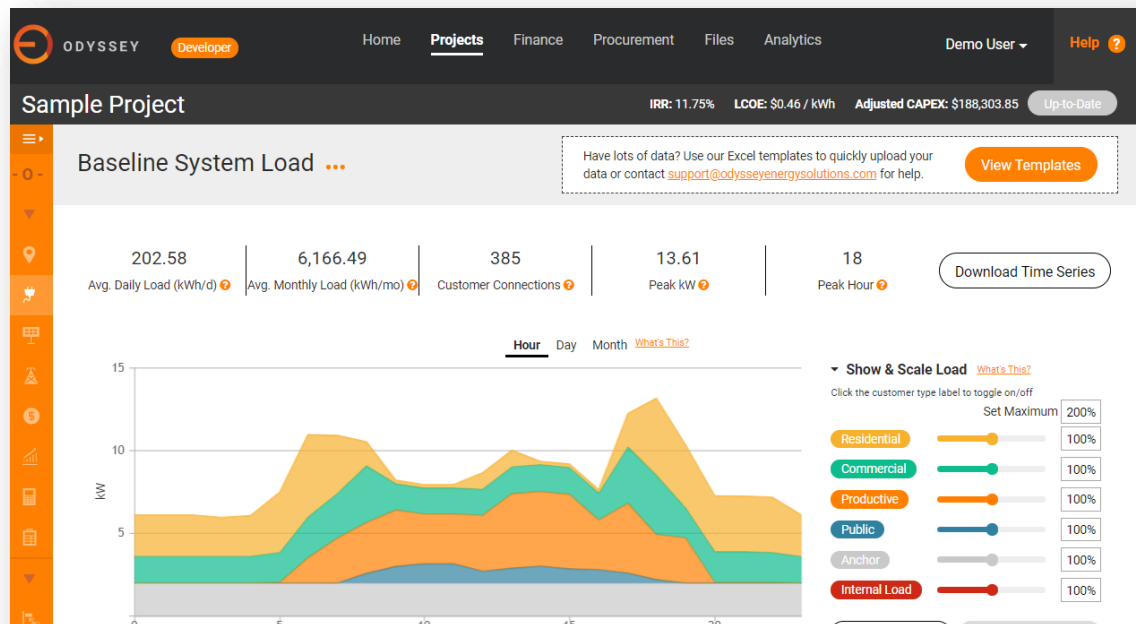 ODYSSEY
Developer
Home Projects Finance Procurement Files Analytics
Demo User
Help ?
Sample Project
IRR: 11.75% LCOE: $0.46 / kWh Adjusted CAPEX: $188,303.85 Up-to-Date
- O -
Baseline System Load ...
Have lots of data? Use our Excel templates to quickly upload your
data or contact support@odysseyenergysolutions.com for help.
View Templates
202.58 6,166.49 385 13.61 18
Avg. Daily Load (kWh/d) ? Avg. Monthly Load (kWh/mo) ? Customer Connections ? Peak kW ? Peak Hour ?
Download Time Series
Hour Day Month What's This?
15
10
5
kW
0 5 10 15 20
Show & Scale Load What's This?
Click the customer type label to toggle on/off
Set Maximum 200%
Residential 100%
Commercial 100%
Productive 100%
Public 100%
Anchor 100%
Internal Load 100%